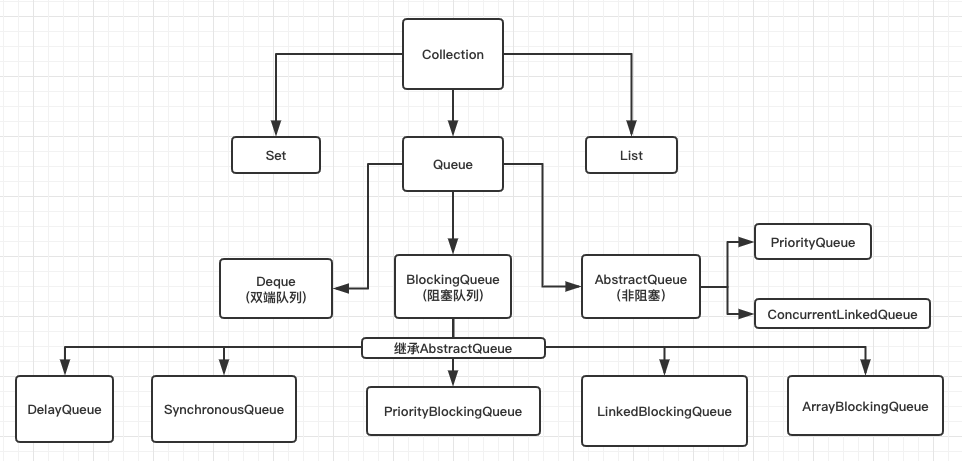 Collection
Set
Queue
List
Deque
（双端队列）
BlockingQueue
（阻塞队列）
AbstractQueue
（非阻塞）
PriorityQueue
ConcurrentLinkedQueue
继承AbstractQueue
DelayQueue
SynchronousQueue
PriorityBlockingQueue
LinkedBlockingQueue
ArrayBlockingQueue